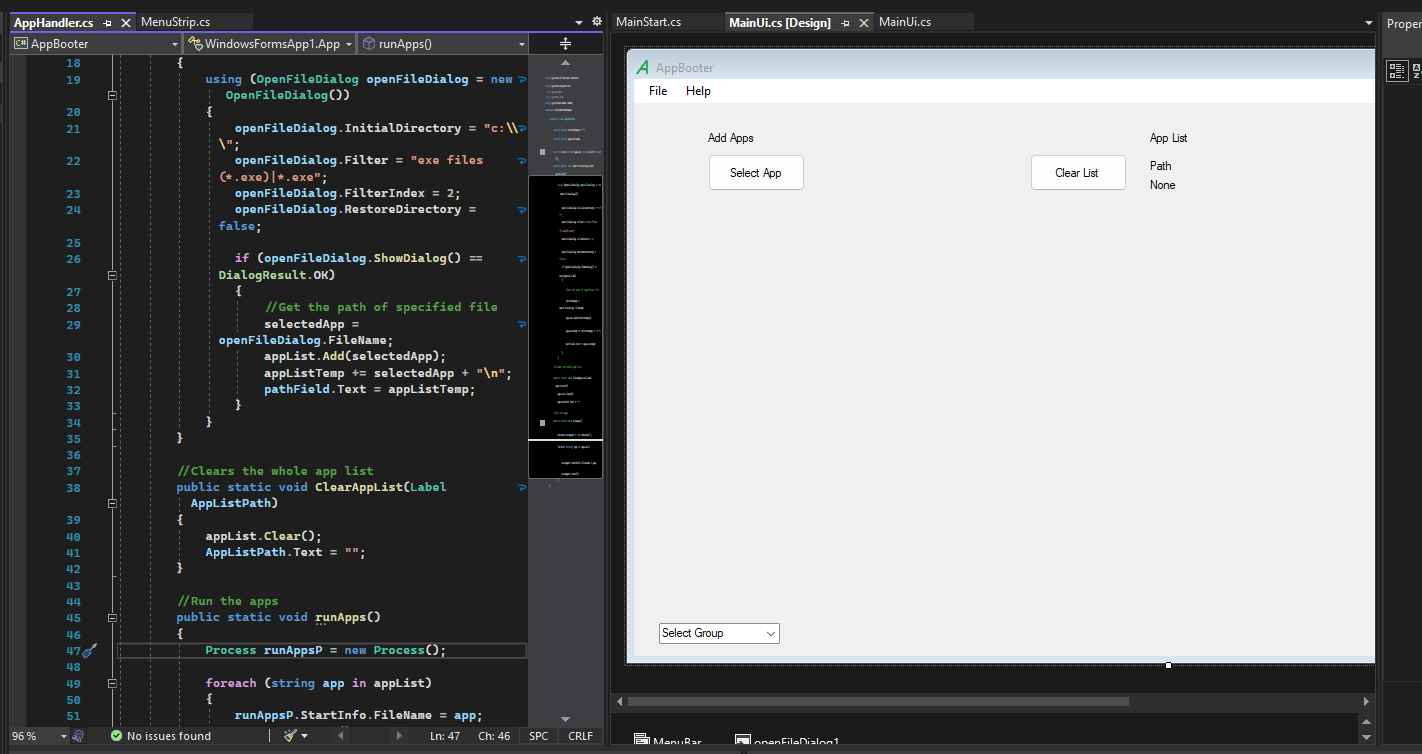 AppHandler.cs
MenuStrip.cs
AppBooter
WindowsFormsApp1.App
runApps()
18 {
19 using (OpenFileDialog openFileDialog = new
OpenFileDialog())
20 {
21 openFileDialog.InitialDirectory = "c:\\
\";
22 openFileDialog.Filter = "exe files
(*.exe)|*.exe";
23 openFileDialog.FilterIndex = 2;
24 openFileDialog.RestoreDirectory =
false;
25
26 if (openFileDialog.ShowDialog() ==
DialogResult.OK)
27 {
28 //Get the path of specified file
29 selectedApp =
openFileDialog.FileName;
30 appList.Add(selectedApp);
31 appListTemp += selectedApp + "\n";
32 pathField.Text = appListTemp;
33 }
34 }
35 }
36
37 //Clears the whole app list
38 public static void ClearAppList(Label
AppListPath)
39 {
40 appList.Clear();
41 AppListPath.Text = "";
42 }
43
44 //Run the apps
45 public static void runApps()
46 {
47 Process runAppsP = new Process();
48
49 foreach (string app in appList)
50 {
51 runAppsP.StartInfo.FileName = app;
96 %
No issues found
Ln: 47 Ch: 46 SPC CRLF
MainStart.cs
MainUi.cs [Design]
MainUi.cs
AppBooter
File Help
Add Apps
Select App
Clear List
App List
Path
None
Select Group
MenuBar
openFileDialog1
Proper